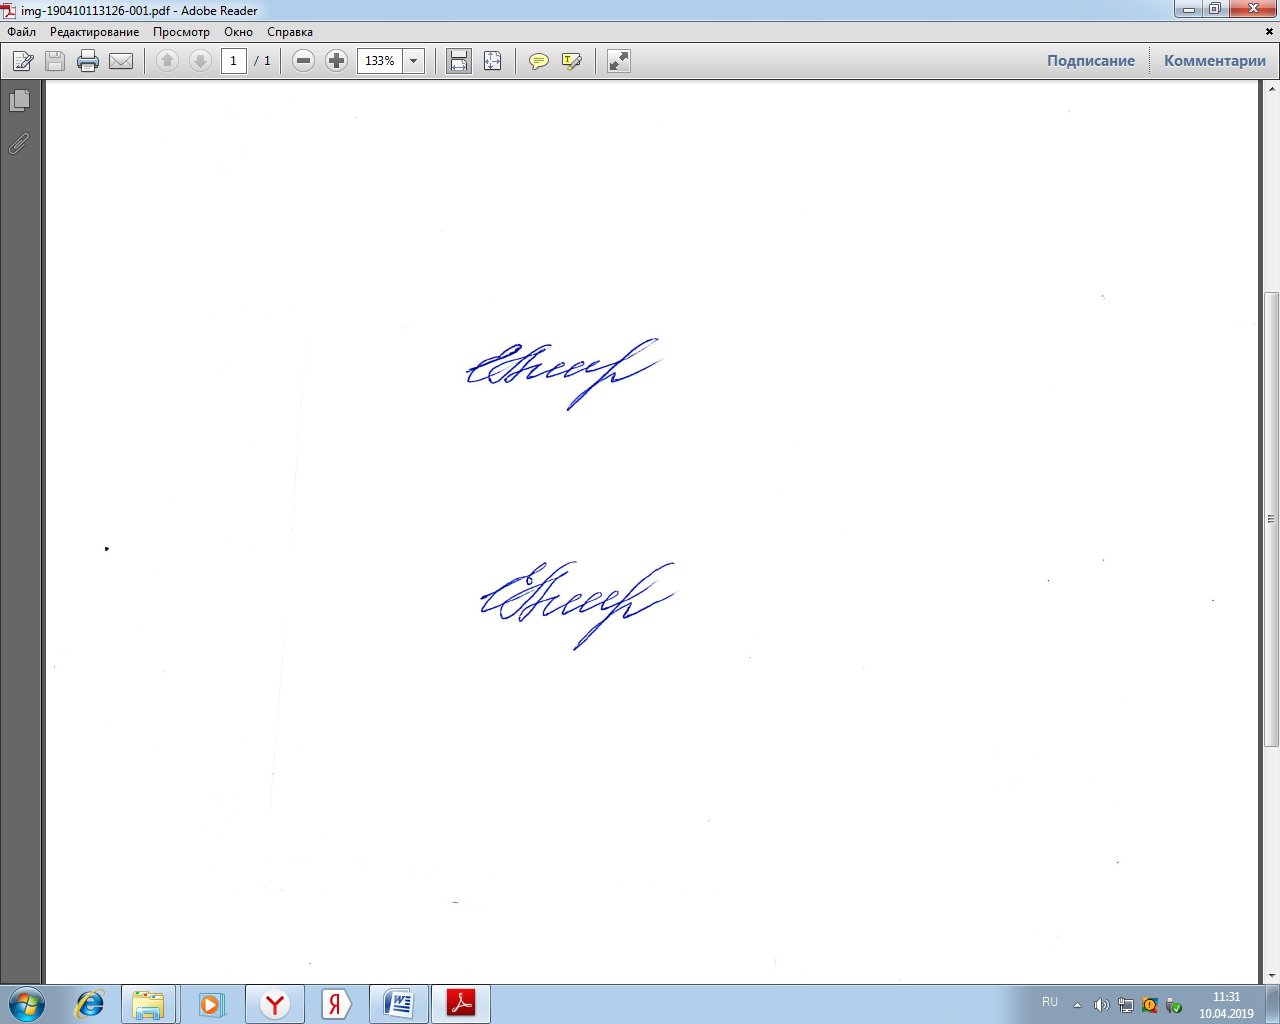 img-190410113126-001.pdf - Adobe Reader
Файл Редактирование Просмотр Окно Справка
1 / 1 133% Подписание Комментарии
RU 11:31
10.04.2019